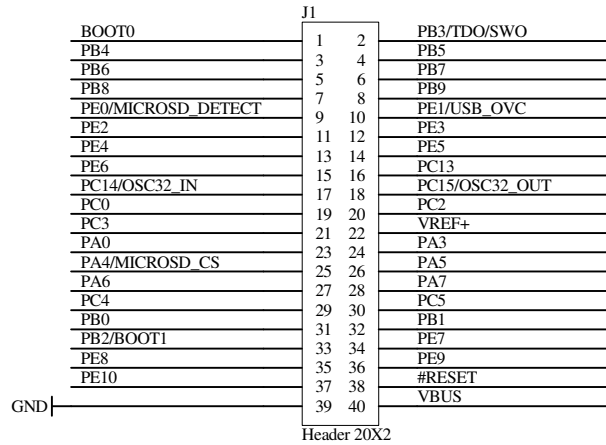 J1
BOOT0 1 2 PB3/TDO/SWO
PB4 3 4 PB5
PB6 5 6 PB7
PB8 7 8 PB9
PE0/MICROSD_DETECT 9 10 PE1/USB_OVC
PE2 11 12 PE3
PE4 13 14 PE5
PE6 15 16 PC13
PC14/OSC32_IN 17 18 PC15/OSC32_OUT
PC0 19 20 PC2
PC3 21 22 VREF+
PA0 23 24 PA3
PA4/MICROSD_CS 25 26 PA5
PA6 27 28 PA7
PC4 29 30 PC5
PB0 31 32 PB1
PB2/BOOT1 33 34 PE7
PE8 35 36 PE9
PE10 37 38 #RESET
GND 39 40 VBUS
Header 20X2